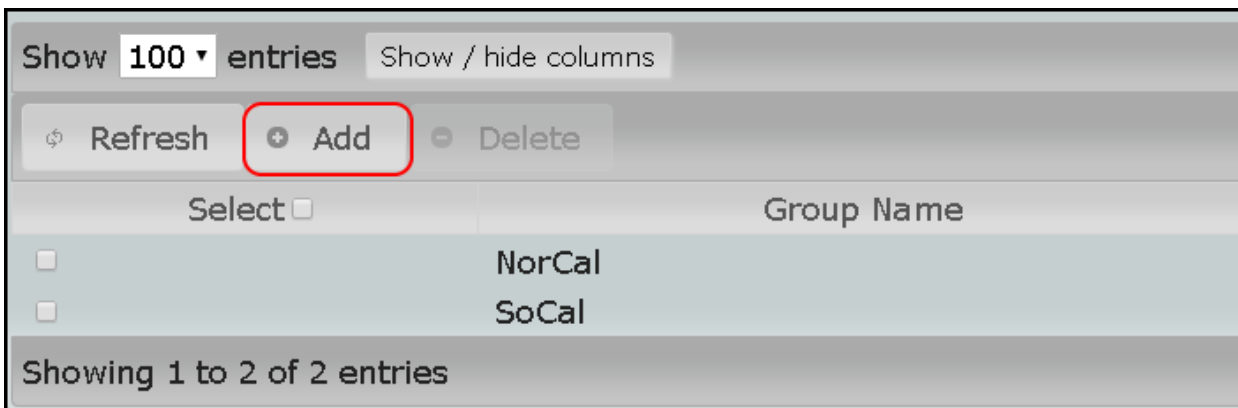 Show 100 entries Show / hide columns
Refresh Add Delete
Select Group Name
NorCal
SoCal
Showing 1 to 2 of 2 entries